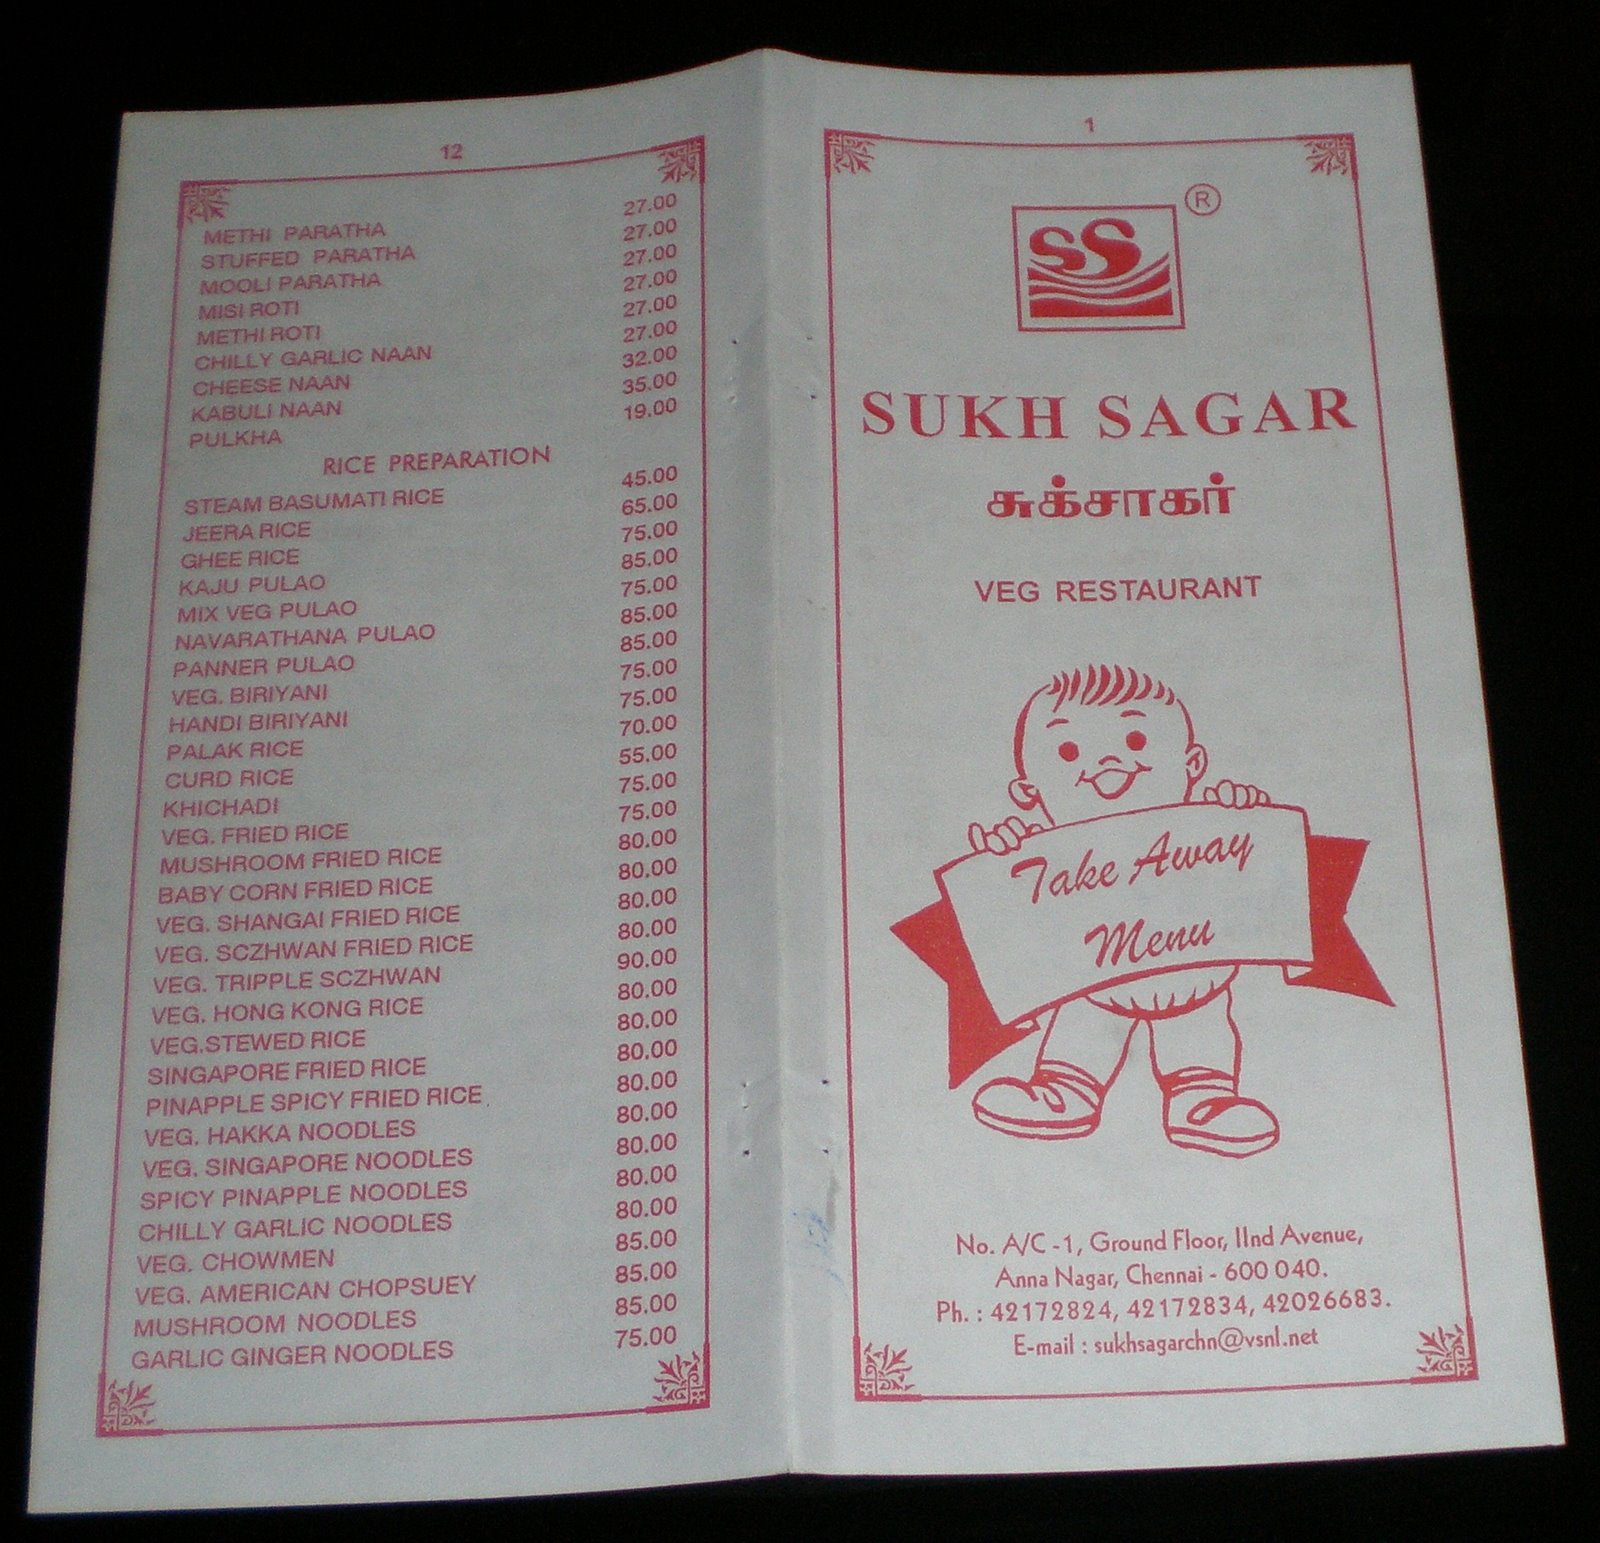 12
METHI PARATHA 27.00
STUFFED PARATHA 27.00
MOOLI PARATHA 27.00
MISI ROTI 27.00
METHI ROTI 27.00
CHILLY GARLIC NAAN 27.00
CHEESE NAAN 32.00
KABULI NAAN 35.00
PULKHA 19.00
RICE PREPARATION
STEAM BASUMATI RICE 45.00
JEERA RICE 65.00
GHEE RICE 75.00
KAJU PULAO 85.00
MIX VEG PULAO 75.00
NAVARATHANA PULAO 85.00
PANNER PULAO 85.00
VEG. BIRIYANI 75.00
HANDI BIRIYANI 75.00
PALAK RICE 70.00
CURD RICE 55.00
KHICHADI 75.00
VEG. FRIED RICE 75.00
MUSHROOM FRIED RICE 80.00
BABY CORN FRIED RICE 80.00
VEG. SHANGAI FRIED RICE 80.00
VEG. SCZHWAN FRIED RICE 80.00
VEG. TRIPPLE SCZHWAN 90.00
VEG. HONG KONG RICE 80.00
VEG.STEWED RICE 80.00
SINGAPORE FRIED RICE 80.00
PINAPPLE SPICY FRIED RICE 80.00
VEG. HAKKA NOODLES 80.00
VEG. SINGAPORE NOODLES 80.00
SPICY PINAPPLE NOODLES 80.00
CHILLY GARLIC NOODLES 80.00
VEG. CHOWMEN 85.00
VEG. AMERICAN CHOPSUEY 85.00
MUSHROOM NOODLES 85.00
GARLIC GINGER NOODLES 75.00
1
SS ®
SUKH SAGAR
சுக்சாகர்
VEG RESTAURANT
Take Away
Menu
No. A/C -1, Ground Floor, IInd Avenue,
Anna Nagar, Chennai - 600 040.
Ph. : 42172824, 42172834, 42026683.
E-mail : sukhsagarchn@vsnl.net